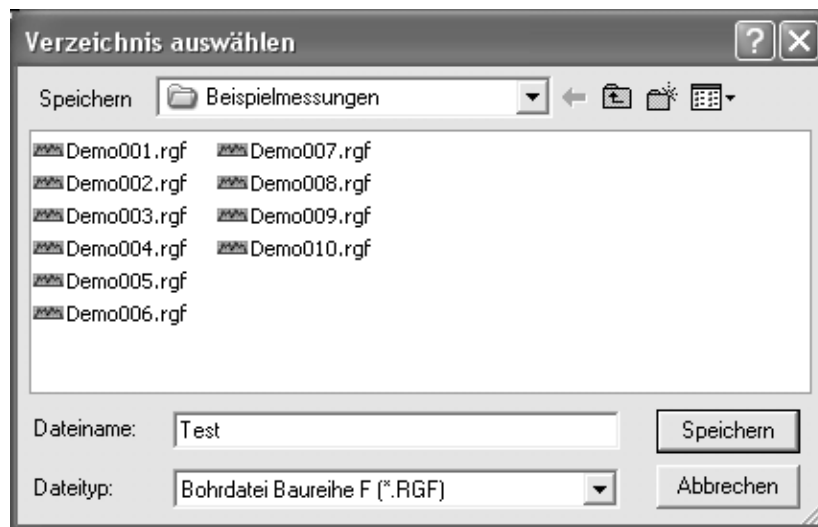 Verzeichnis auswählen
Speichern Beispielmessungen
Demo001.rgf Demo007.rgf
Demo002.rgf Demo008.rgf
Demo003.rgf Demo009.rgf
Demo004.rgf Demo010.rgf
Demo005.rgf
Demo006.rgf
Dateiname: Test Speichern
Dateityp: Bohrdatei Baureihe F (*.RGF) Abbrechen